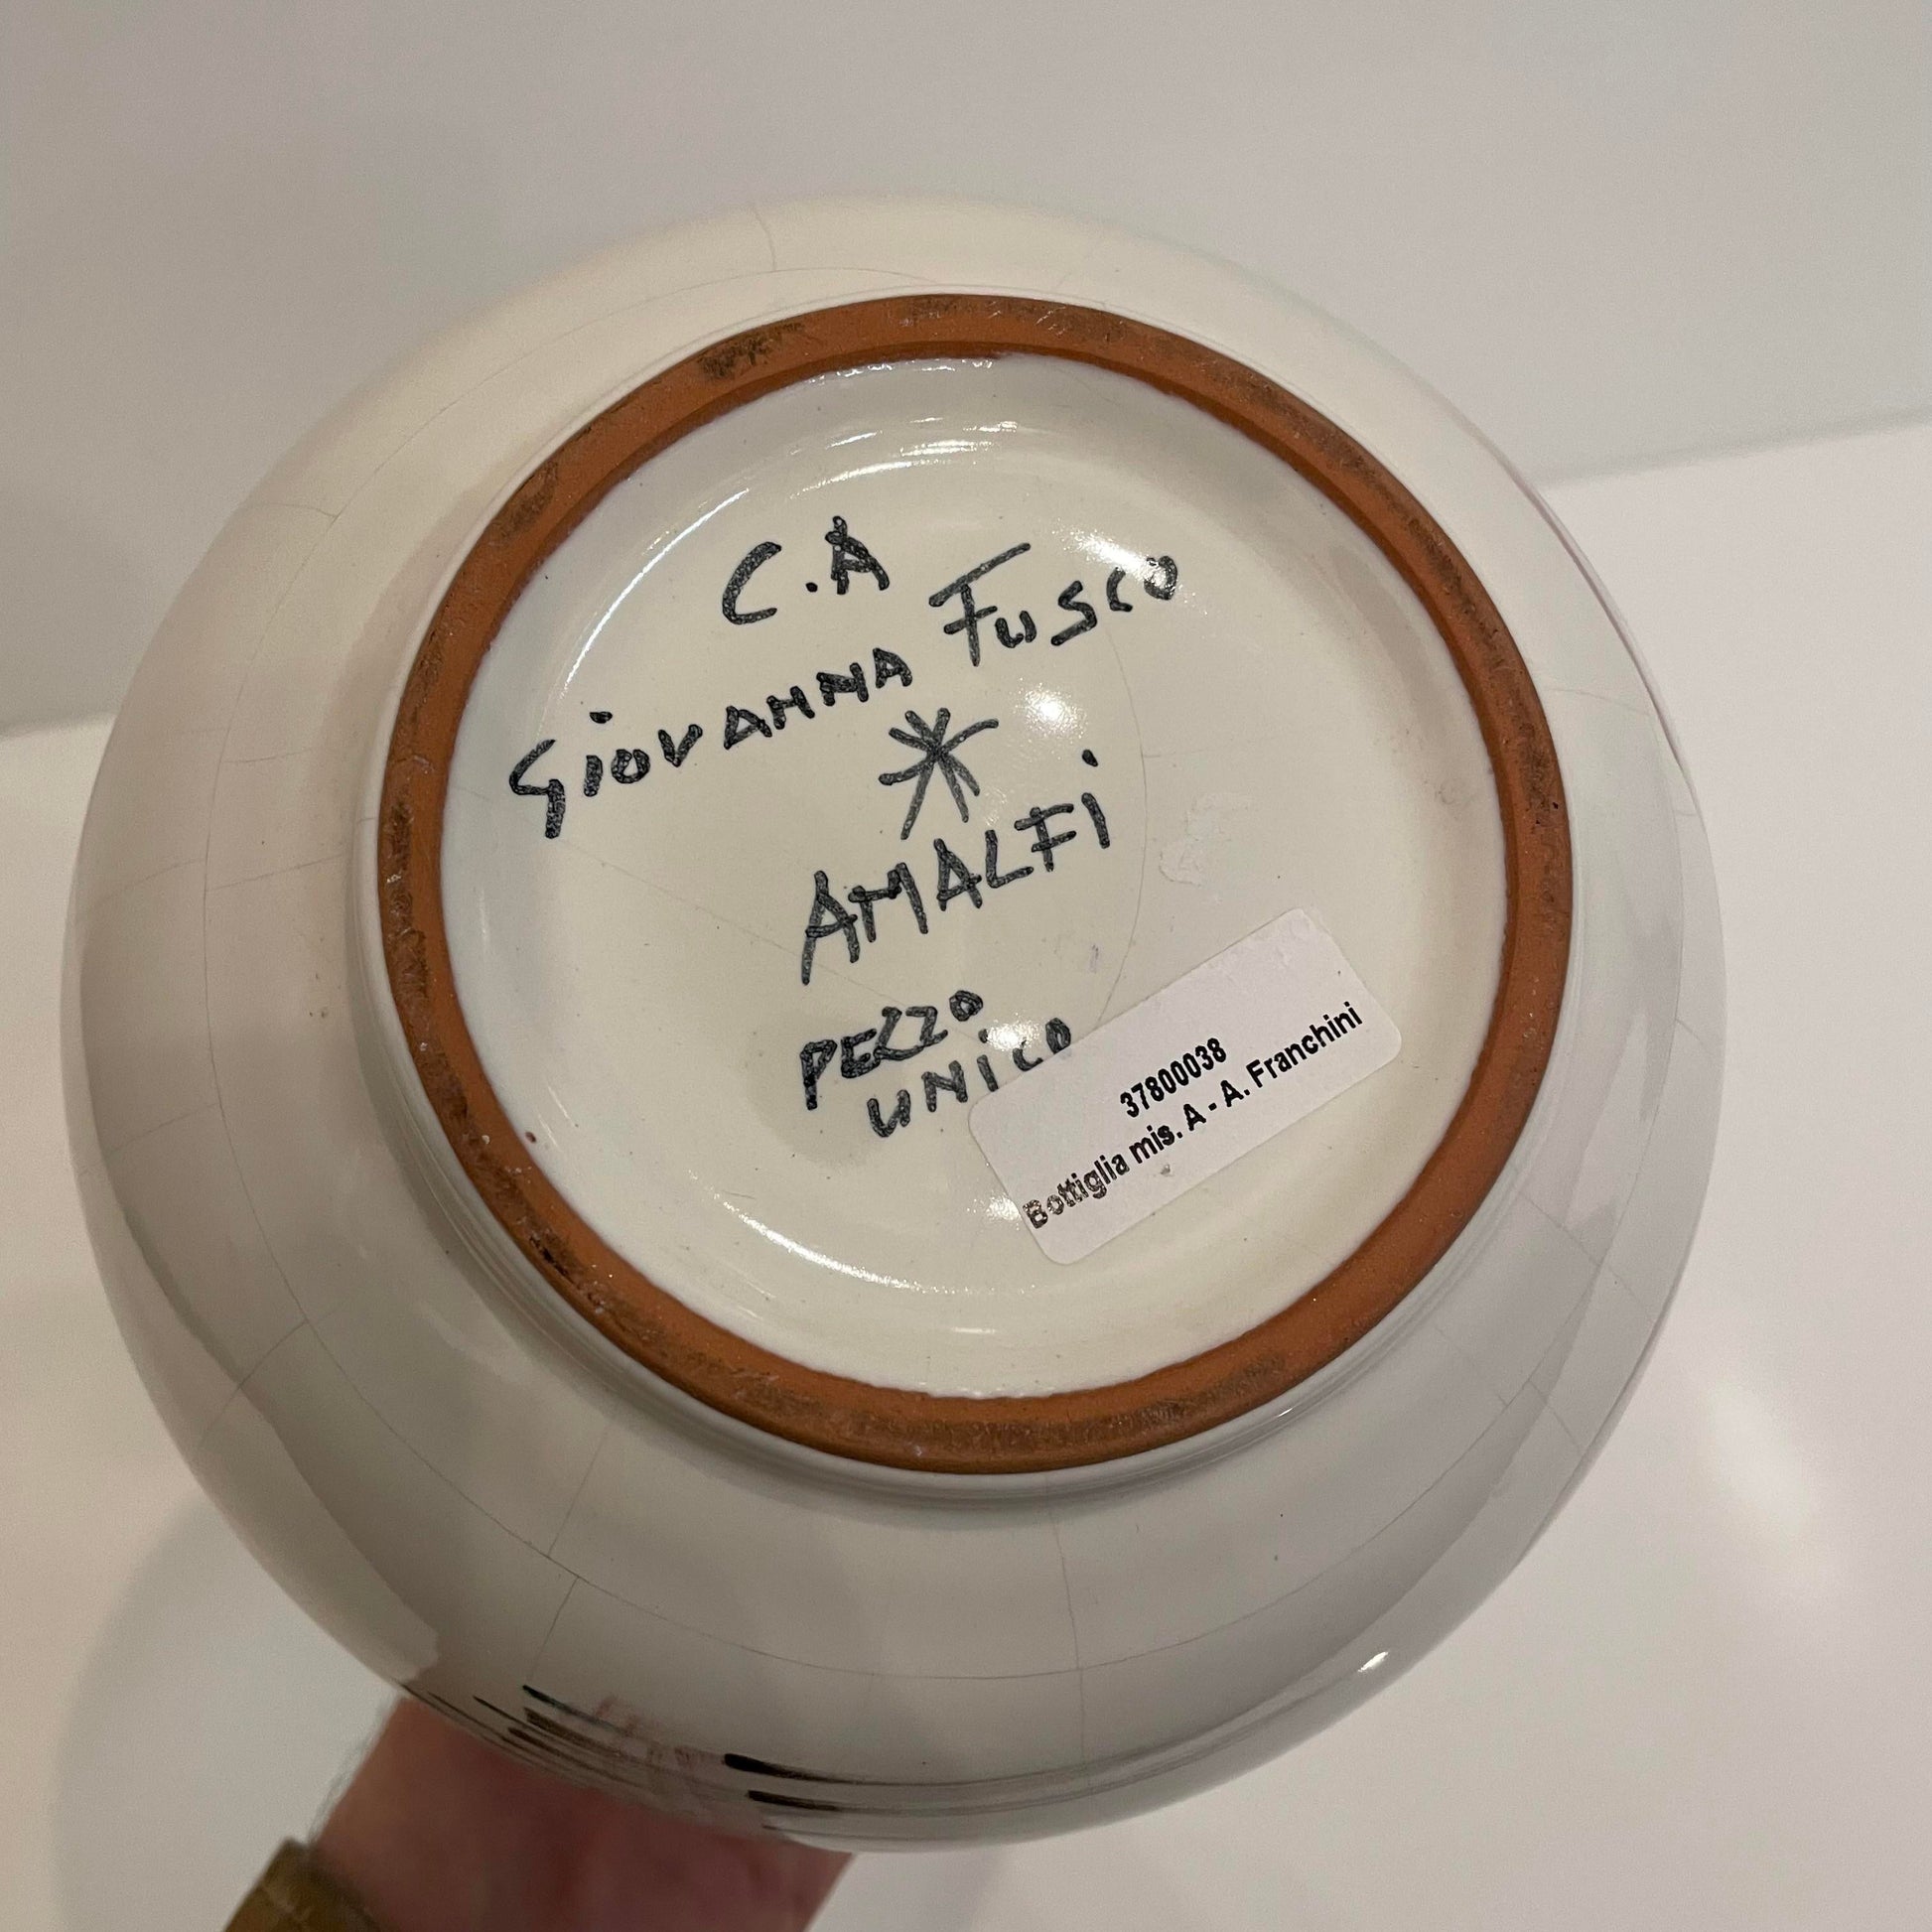 C.A
Giovanna Fusco
AMALFi
PEZZO
UNiCO
37800038
Bottiglia mis. A - A. Franchini